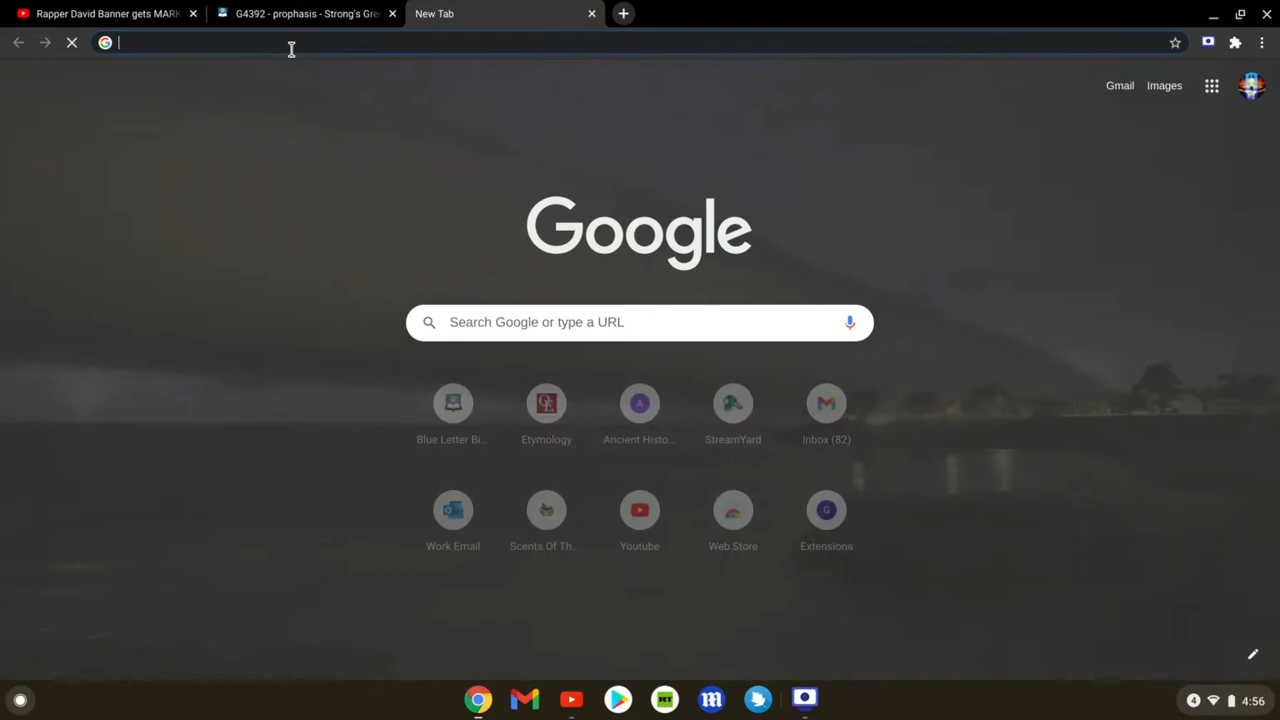 Rapper David Banner gets MARK
G4392 - prophasis - Strong's Gre
New Tab
Gmail
Images
Google
Search Google or type a URL
Blue Letter Bi...
Etymology
Ancient Histo...
StreamYard
Inbox (82)
Work Email
Scents Of Th...
Youtube
Web Store
Extensions
RT
m
4
4:56